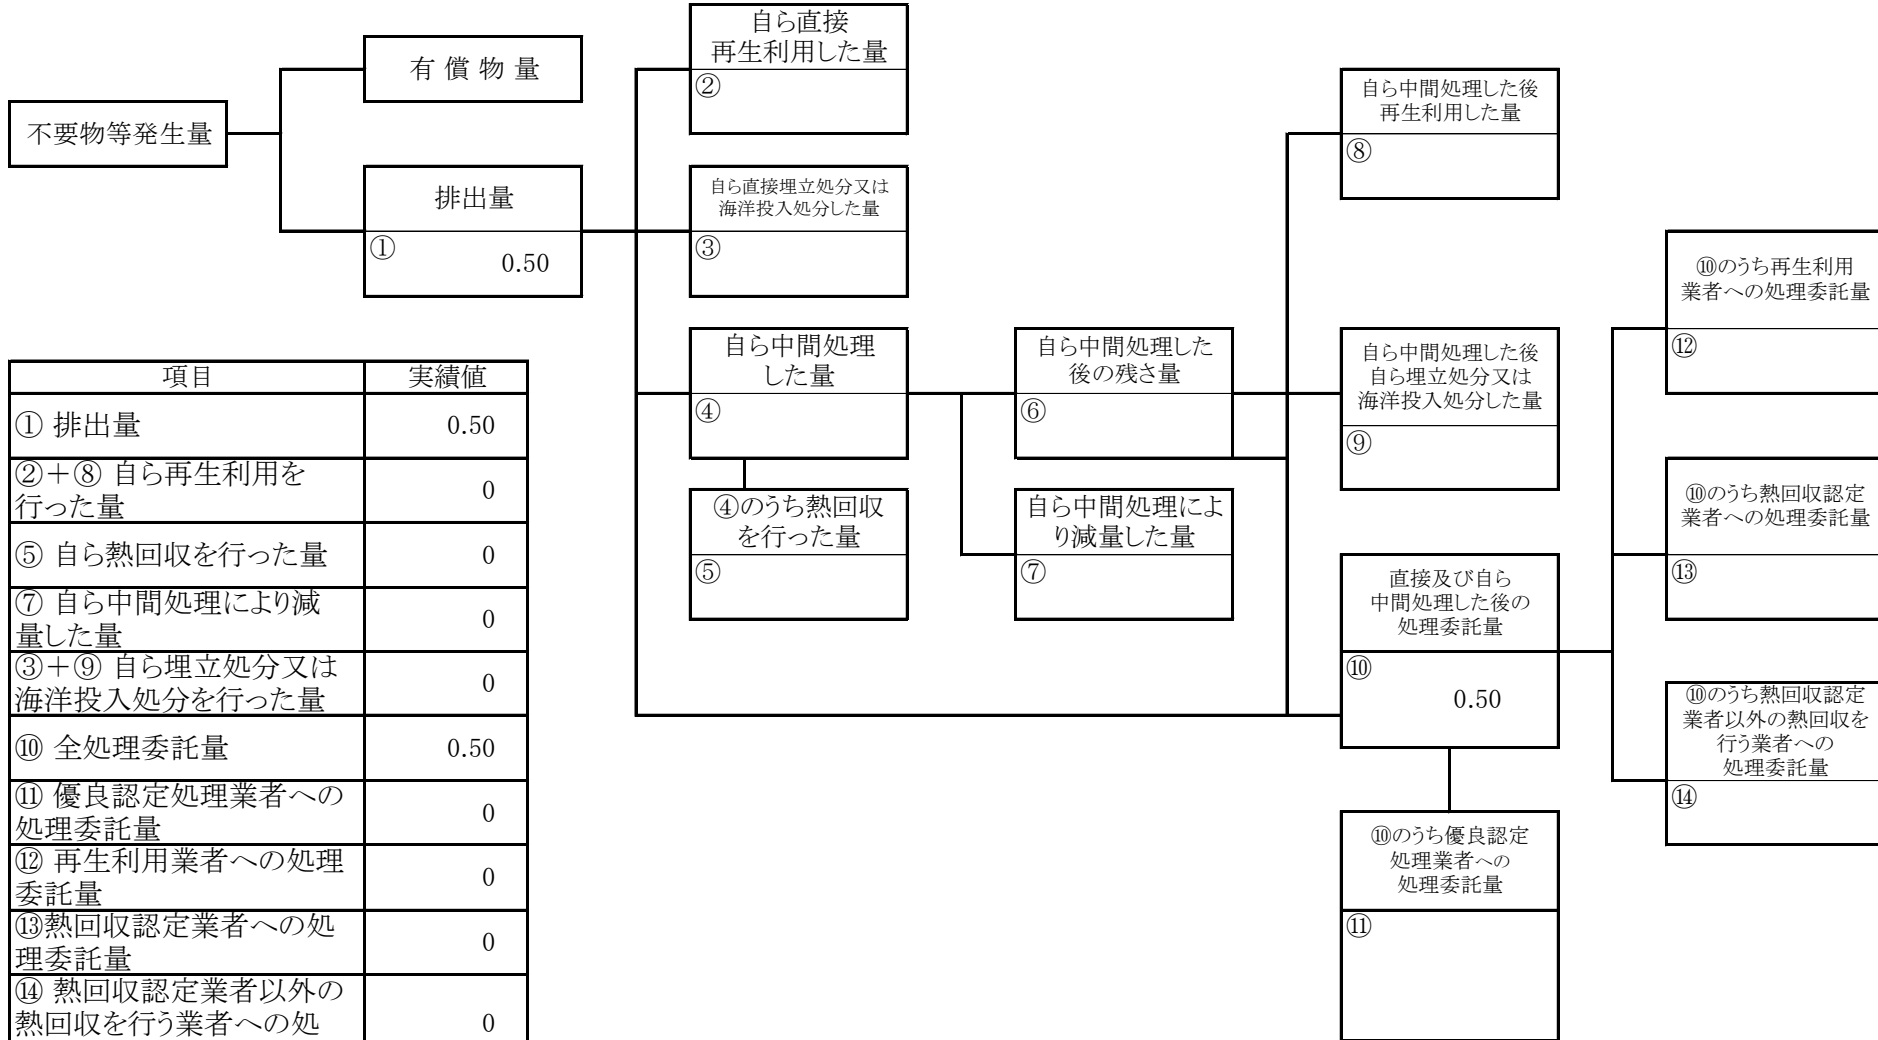 不要物等発生量
有 償 物 量
排出量
①
0.50
自ら直接
再生利用した量
②
自ら直接埋立処分又は
海洋投入処分した量
③
自ら中間処理
した量
④
④のうち熱回収
を行った量
⑤
自ら中間処理した
後の残さ量
⑥
自ら中間処理によ
り減量した量
⑦
自ら中間処理した後
再生利用した量
⑧
自ら中間処理した後
自ら埋立処分又は
海洋投入処分した量
⑨
直接及び自ら
中間処理した後の
処理委託量
⑩
0.50
⑩のうち優良認定
処理業者への
処理委託量
⑪
⑩のうち再生利用
業者への処理委託量
⑫
⑩のうち熱回収認定
業者への処理委託量
⑬
⑩のうち熱回収認定
業者以外の熱回収を
行う業者への
処理委託量
⑭
項目 実績値
① 排出量 0.50
②+⑧ 自ら再生利用を
行った量 0
⑤ 自ら熱回収を行った量 0
⑦ 自ら中間処理により減
量した量 0
③+⑨ 自ら埋立処分又は
海洋投入処分を行った量 0
⑩ 全処理委託量 0.50
⑪ 優良認定処理業者への
処理委託量 0
⑫ 再生利用業者への処理
委託量 0
⑬熱回収認定業者への処
理委託量 0
⑭ 熱回収認定業者以外の
熱回収を行う業者への処 0